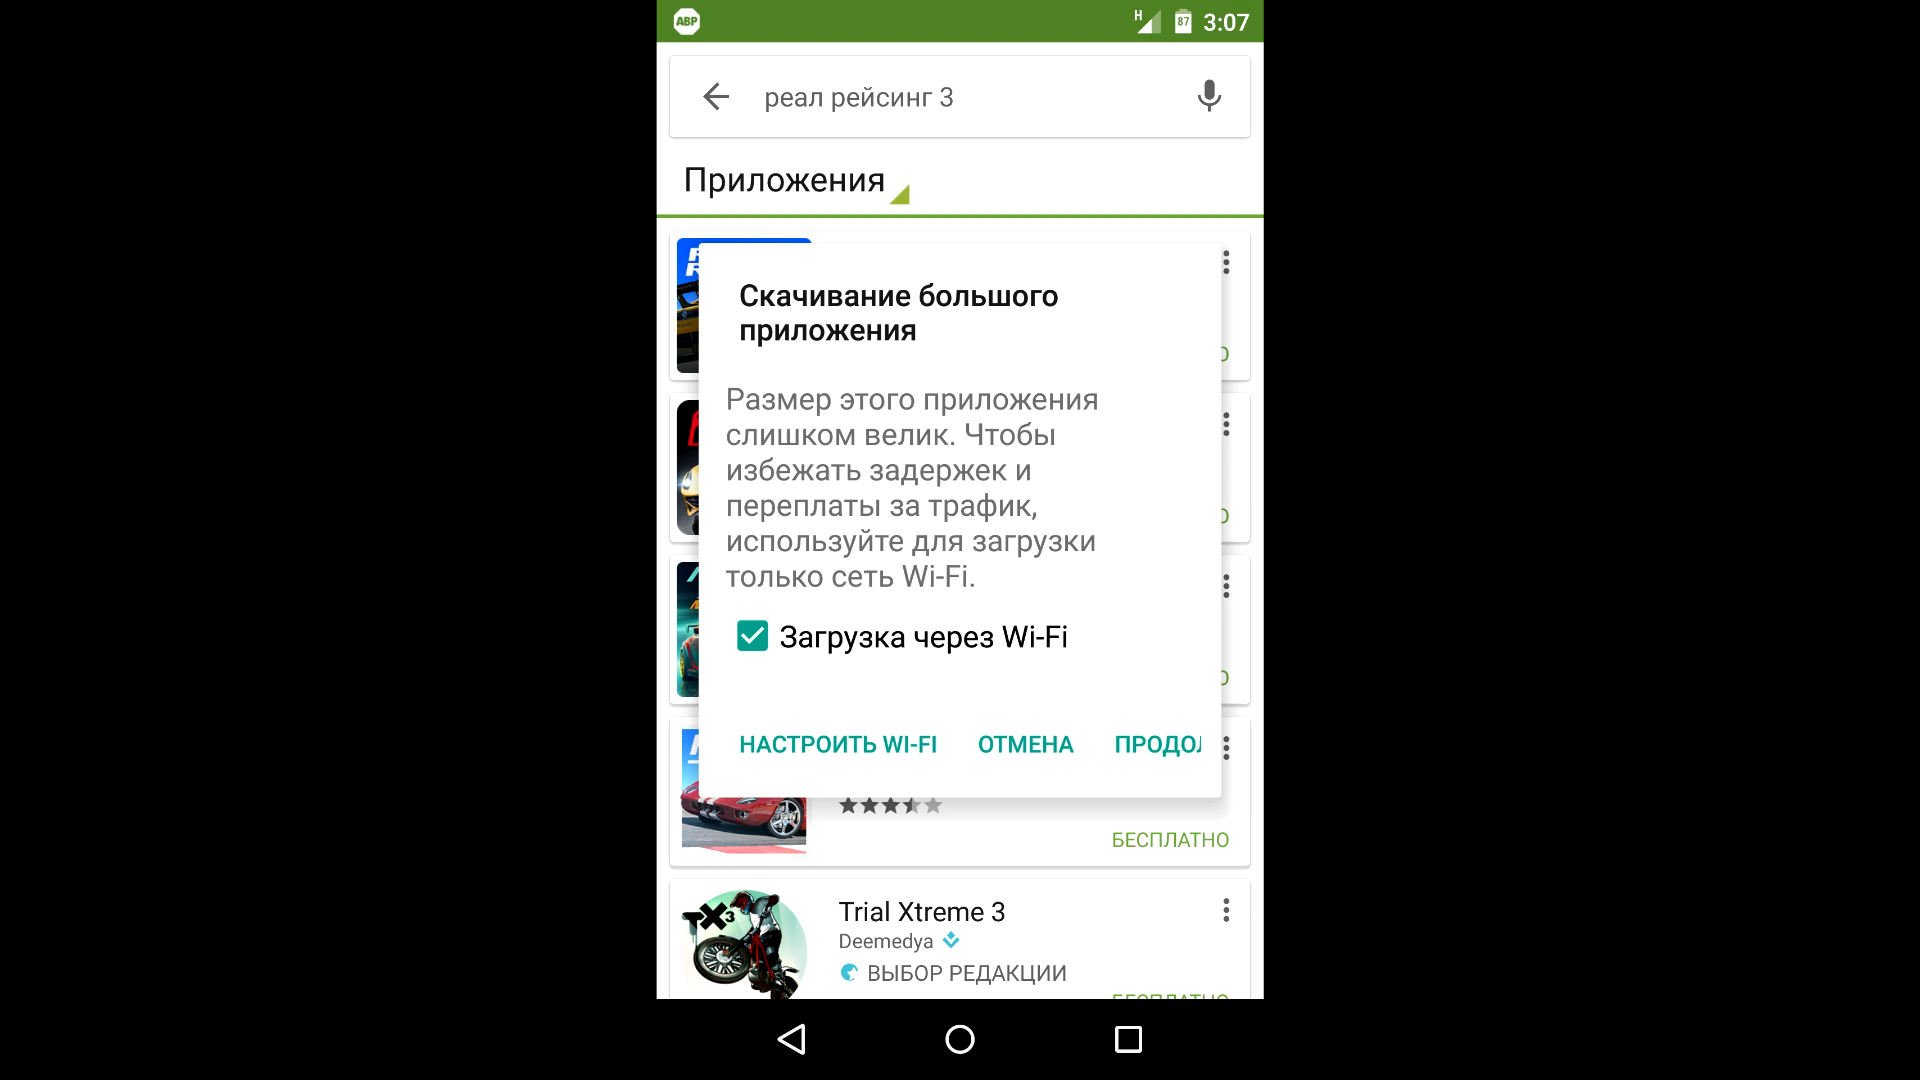 ABP
H
87
3:07
реал рейсинг 3
Приложения
Скачивание большого
приложения
Размер этого приложения
слишком велик. Чтобы
избежать задержек и
переплаты за трафик,
используйте для загрузки
только сеть Wi-Fi.
Загрузка через Wi-Fi
НАСТРОИТЬ WI-FI
ОТМЕНА
БЕСПЛАТНО
Trial Xtreme 3
Deemedya
ВЫБОР РЕДАКЦИИ